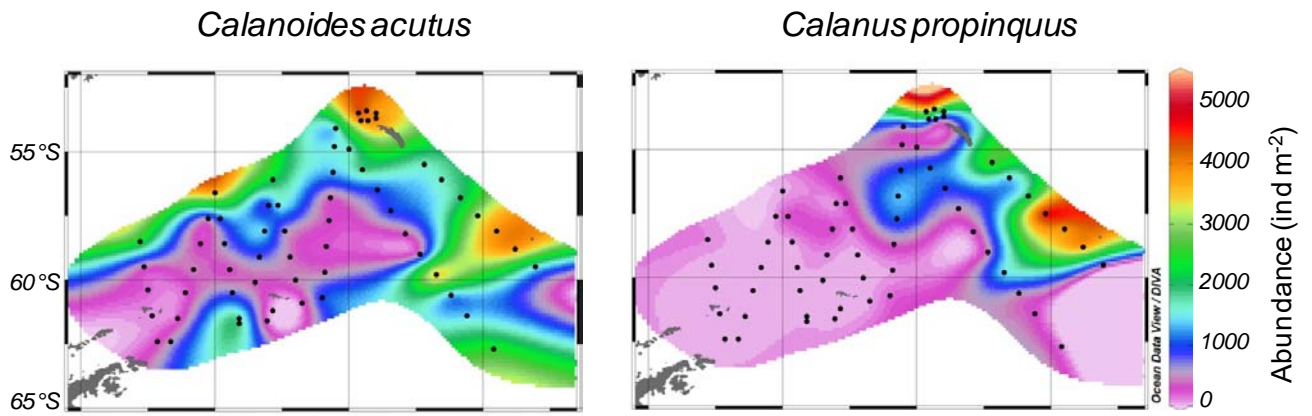 Calanoides acutus
Calanus propinquus
55°S
60°S
65°S
5000
4000
3000
2000
1000
0
Abundance (ind m-2)
Ocean Data View / DIVA